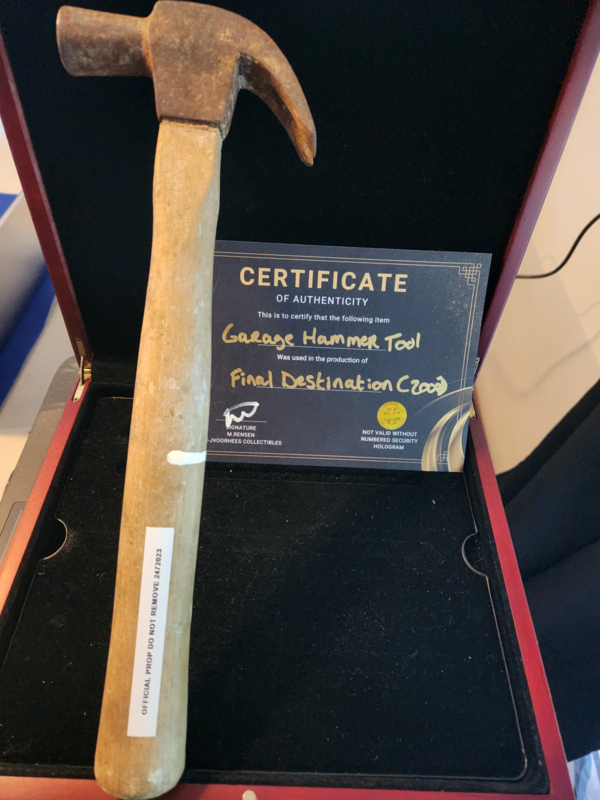 CERTIFICATE
OF AUTHENTICITY
This is to certify that the following item
Garage Hammer Tool
Was used in the production of
Final Destination (2000)
SIGNATURE
M.RENSEN
JVOORHEES COLLECTIBLES
NOT VALID WITHOUT
NUMBERED SECURITY
HOLOGRAM
OFFICIAL PROP DO NOT REMOVE 2472023